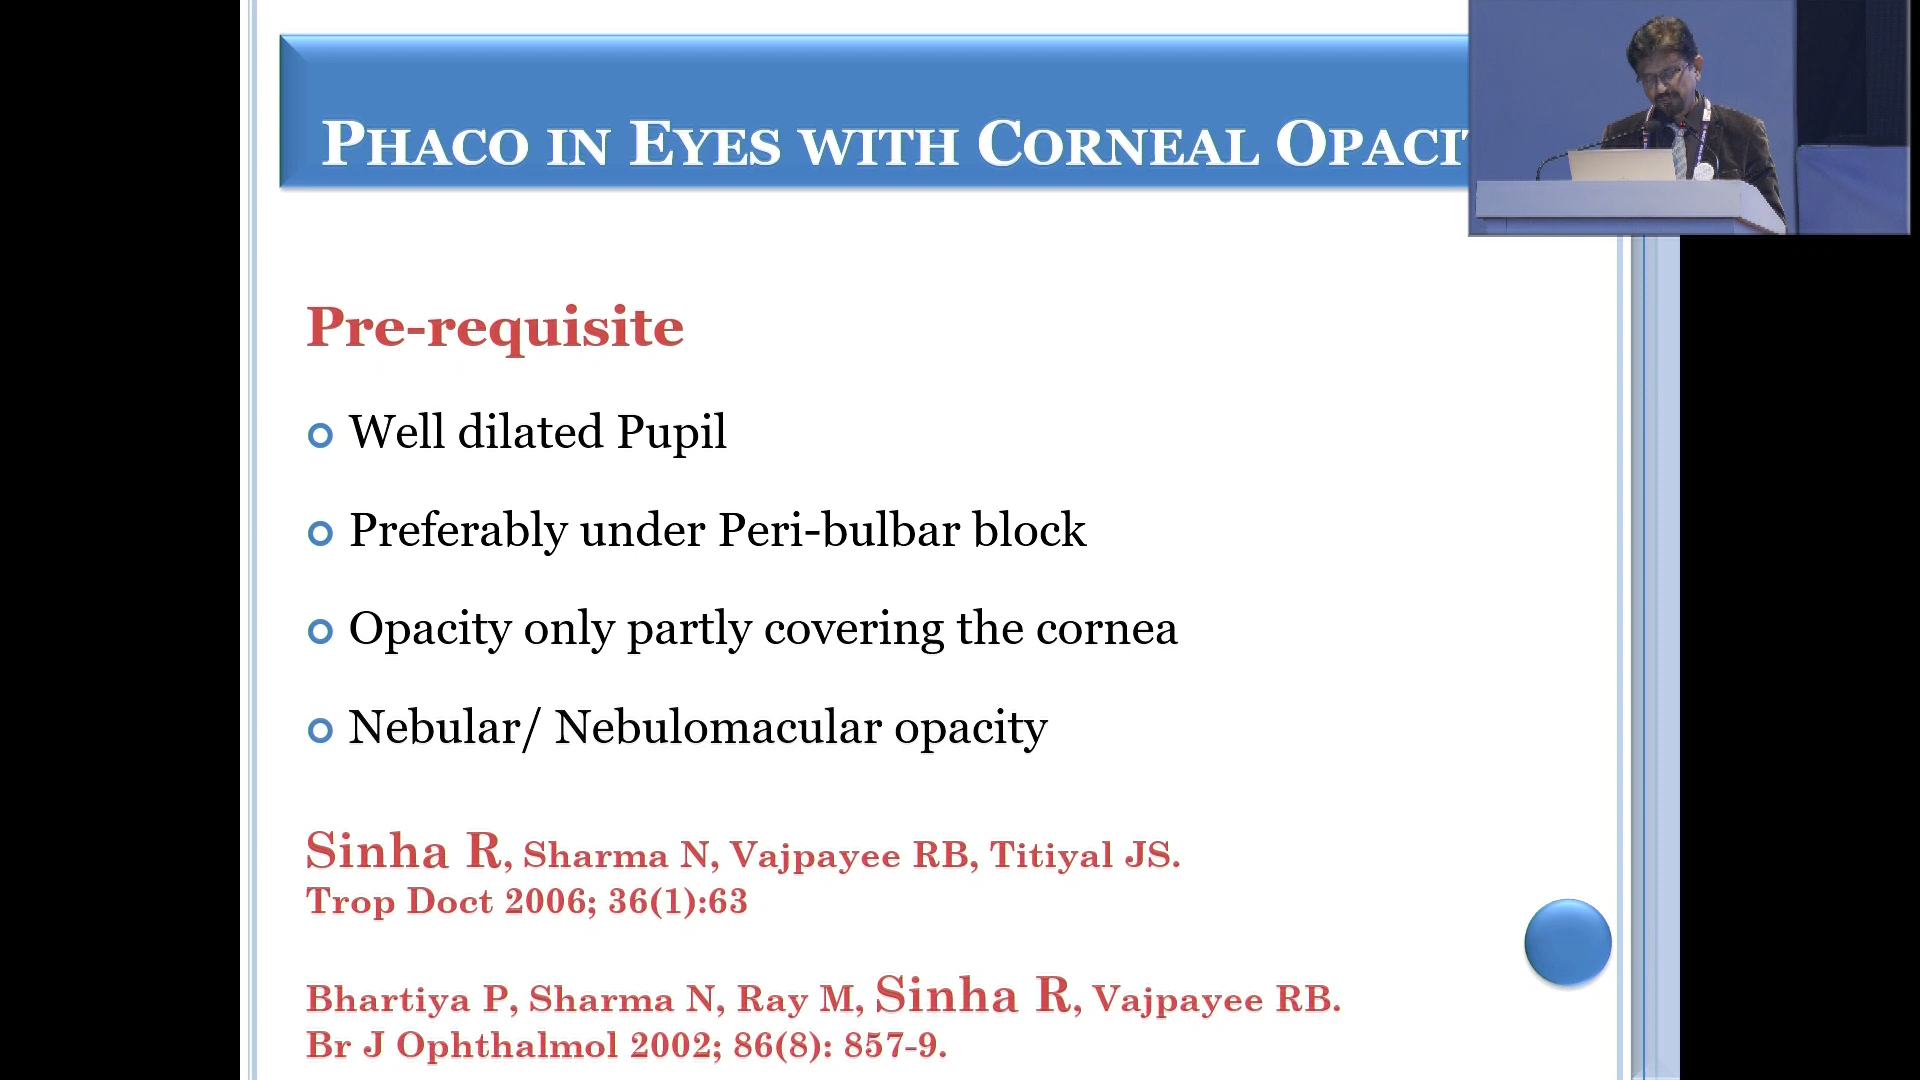 PHACO IN EYES WITH CORNEAL
Pre-requisite
Well dilated Pupil
Preferably under Peri-bulbar block
Opacity only partly covering the cornea
Nebular/ Nebulomacular opacity
Sinha R, Sharma N, Vajpayee RB, Titiyal JS.
Trop Doct 2006; 36(1):63
Bhartiya P, Sharma N, Ray M, Sinha R, Vajpayee RB.
Br J Ophthalmol 2002; 86(8): 857-9.